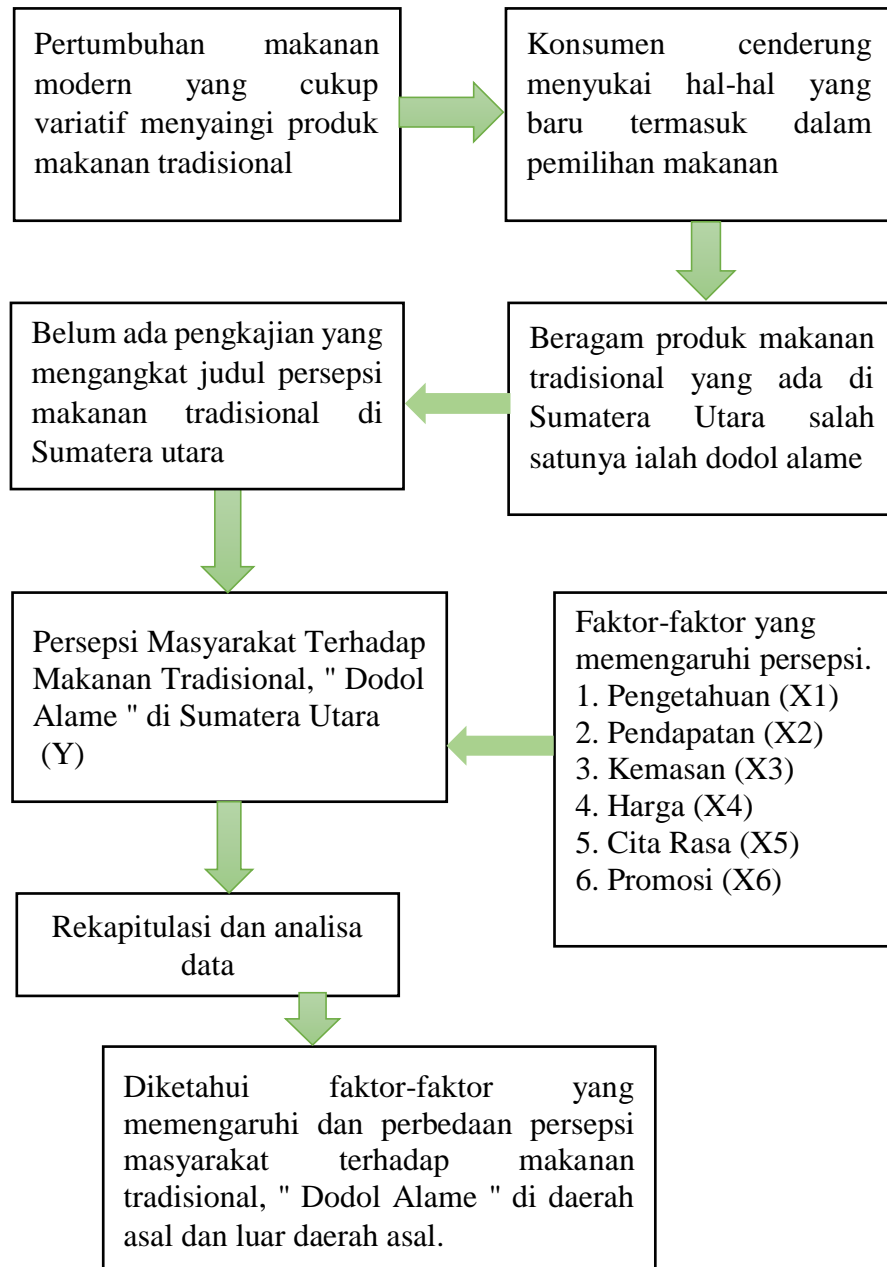 Pertumbuhan makanan
modern yang cukup
variatif menyaingi produk
makanan tradisional
Konsumen cenderung
menyukai hal-hal yang
baru termasuk dalam
pemilihan makanan
Beragam produk makanan
tradisional yang ada di
Sumatera Utara salah
satunya ialah dodol alame
Belum ada pengkajian yang
mengangkat judul persepsi
makanan tradisional di
Sumatera utara
Persepsi Masyarakat Terhadap
Makanan Tradisional, " Dodol
Alame " di Sumatera Utara
(Y)
Faktor-faktor yang
memengaruhi persepsi.
1. Pengetahuan (X1)
2. Pendapatan (X2)
3. Kemasan (X3)
4. Harga (X4)
5. Cita Rasa (X5)
6. Promosi (X6)
Rekapitulasi dan analisa
data
Diketahui faktor-faktor yang
memengaruhi dan perbedaan persepsi
masyarakat terhadap makanan
tradisional, " Dodol Alame " di daerah
asal dan luar daerah asal.